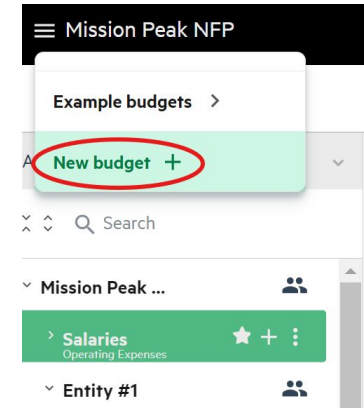 Mission Peak NFP
Example budgets
A New budget +
Search
Mission Peak ...
Salaries
Operating Expenses
Entity #1